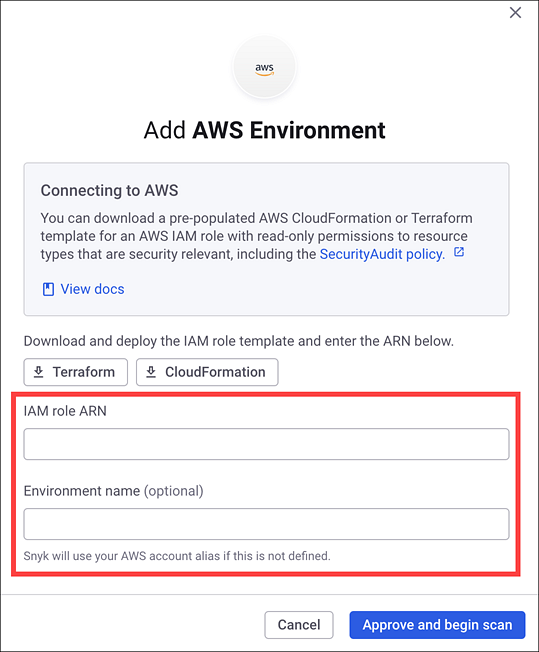 aws
Add AWS Environment
Connecting to AWS
You can download a pre-populated AWS CloudFormation or Terraform
template for an AWS IAM role with read-only permissions to resource
types that are security relevant, including the SecurityAudit policy.
View docs
Download and deploy the IAM role template and enter the ARN below.
Terraform CloudFormation
IAM role ARN
Environment name (optional)
Snyk will use your AWS account alias if this is not defined.
Cancel Approve and begin scan